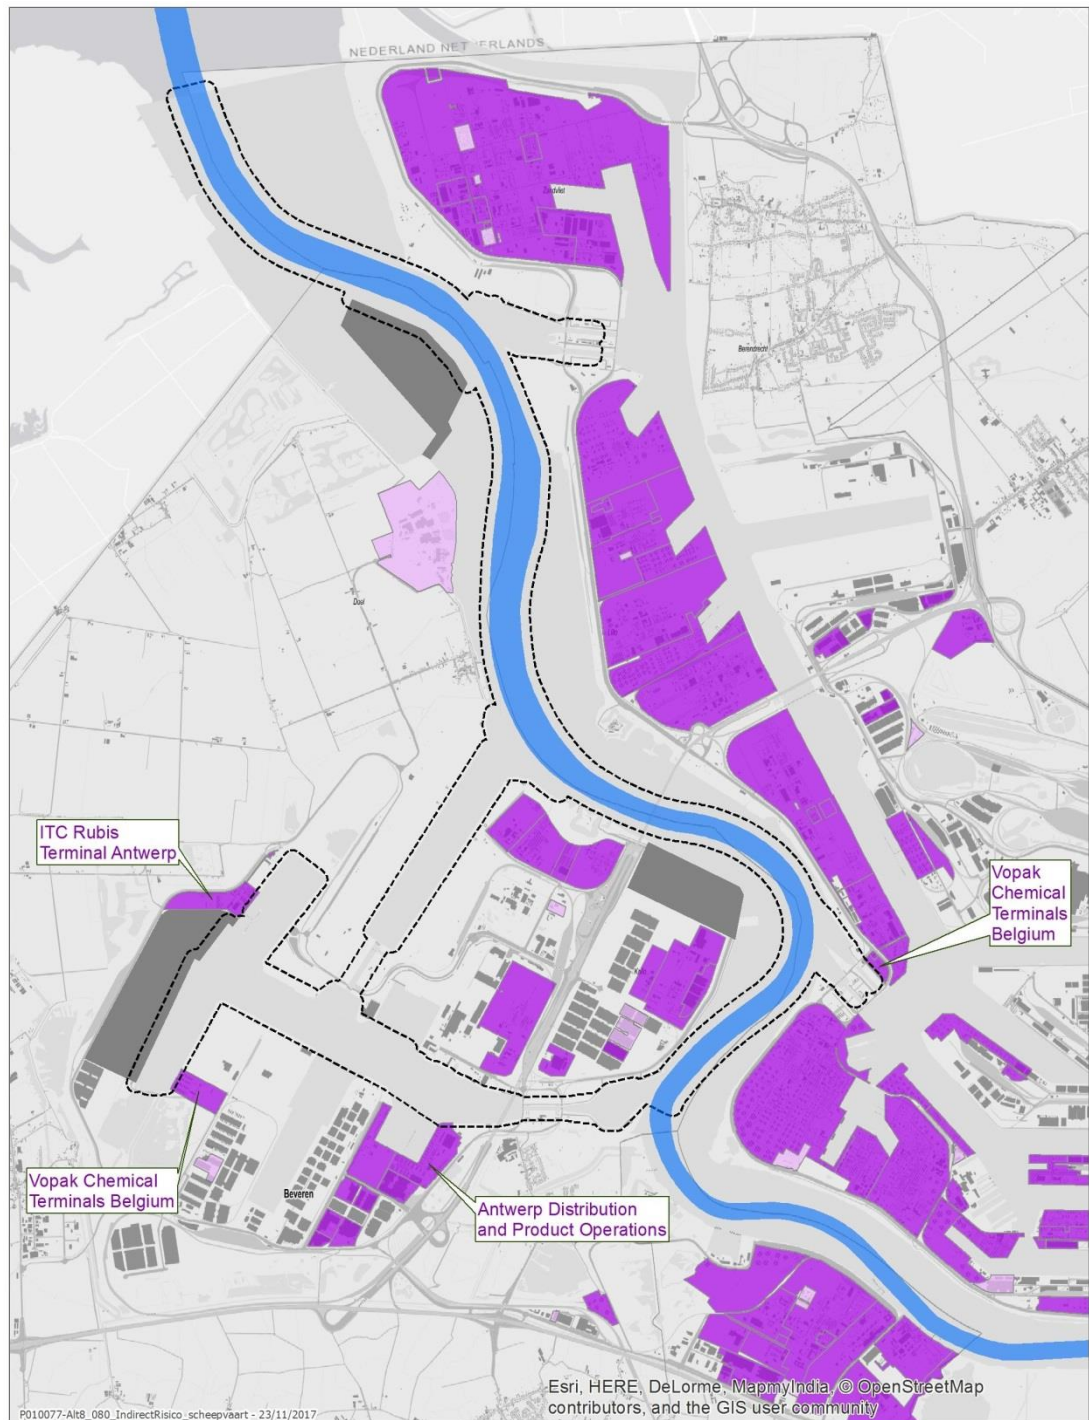 NEDERLAND NETHERLANDS
Zandvliet
Berendrecht
Doel
Lillo
ITC Rubis
Terminal Antwerp
Vopak
Chemical
Terminals
Belgium
Vopak Chemical
Terminals Belgium
Beveren
Antwerp Distribution
and Product Operations
Esri, HERE, DeLorme, MapmyIndia, © OpenStreetMap
contributors, and the GIS user community
P010077-Alt8_080_IndirectRisico_scheepvaart - 23/11/2017